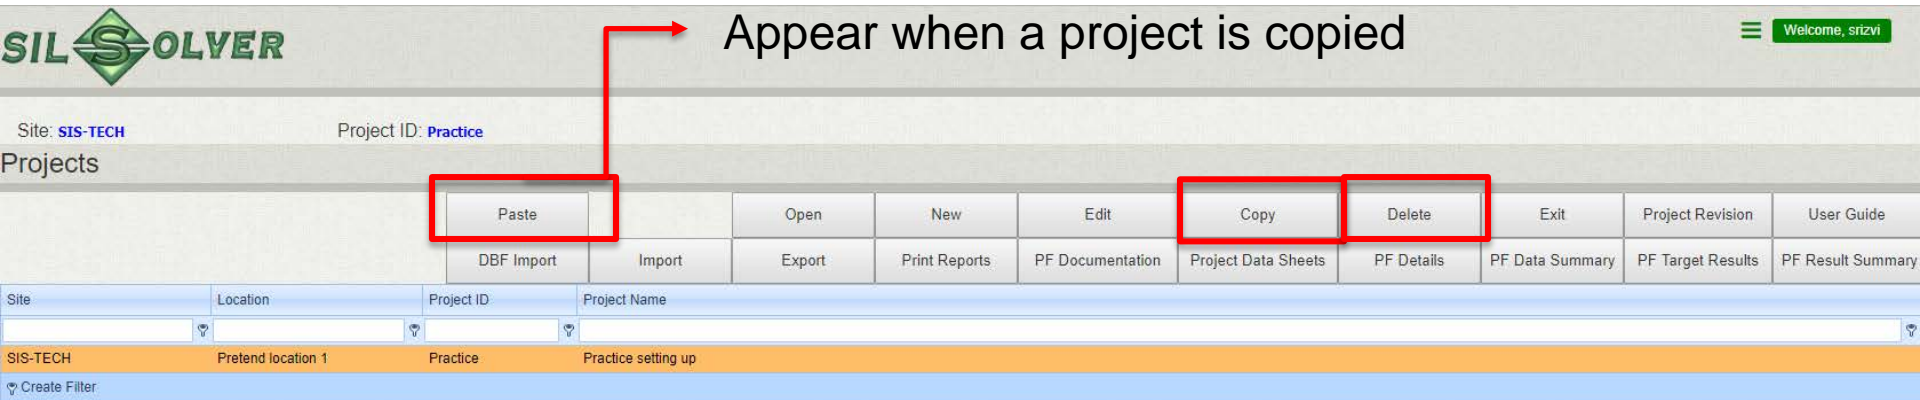 SIL SOLVER
Appear when a project is copied
Welcome, srizvi
Site: SIS-TECH Project ID: Practice
Projects
Paste Open New Edit Copy Delete Exit Project Revision User Guide
DBF Import Import Export Print Reports PF Documentation Project Data Sheets PF Details PF Data Summary PF Target Results PF Result Summary
Site Location Project ID Project Name
SIS-TECH Pretend location 1 Practice Practice setting up
Create Filter